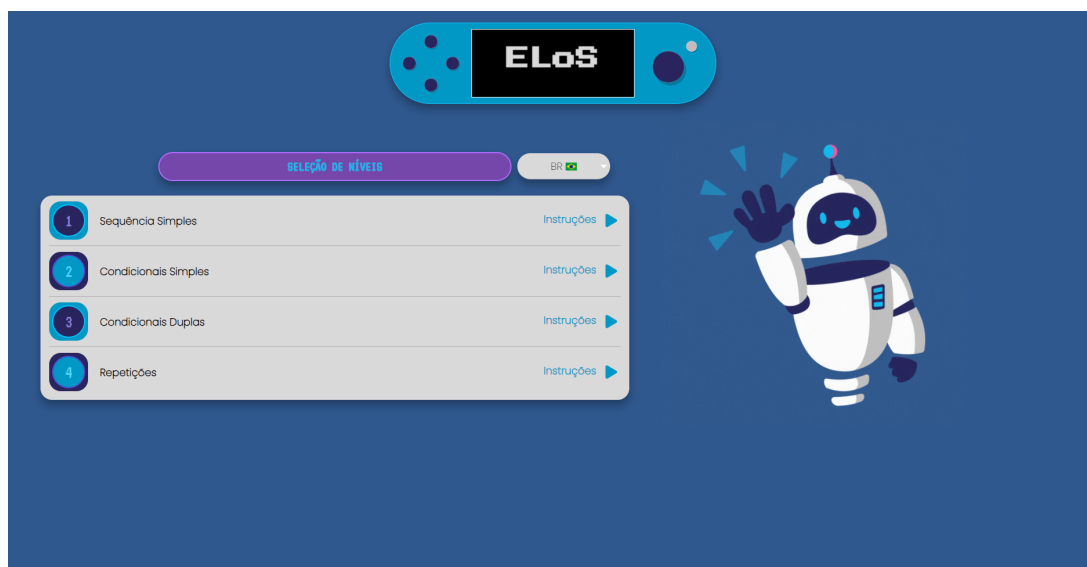 ELoS
SELEÇÃO DE NÍVEIS
BR 🇧🇷
1 Sequência Simples Instruções
2 Condicionais Simples Instruções
3 Condicionais Duplas Instruções
4 Repetições Instruções